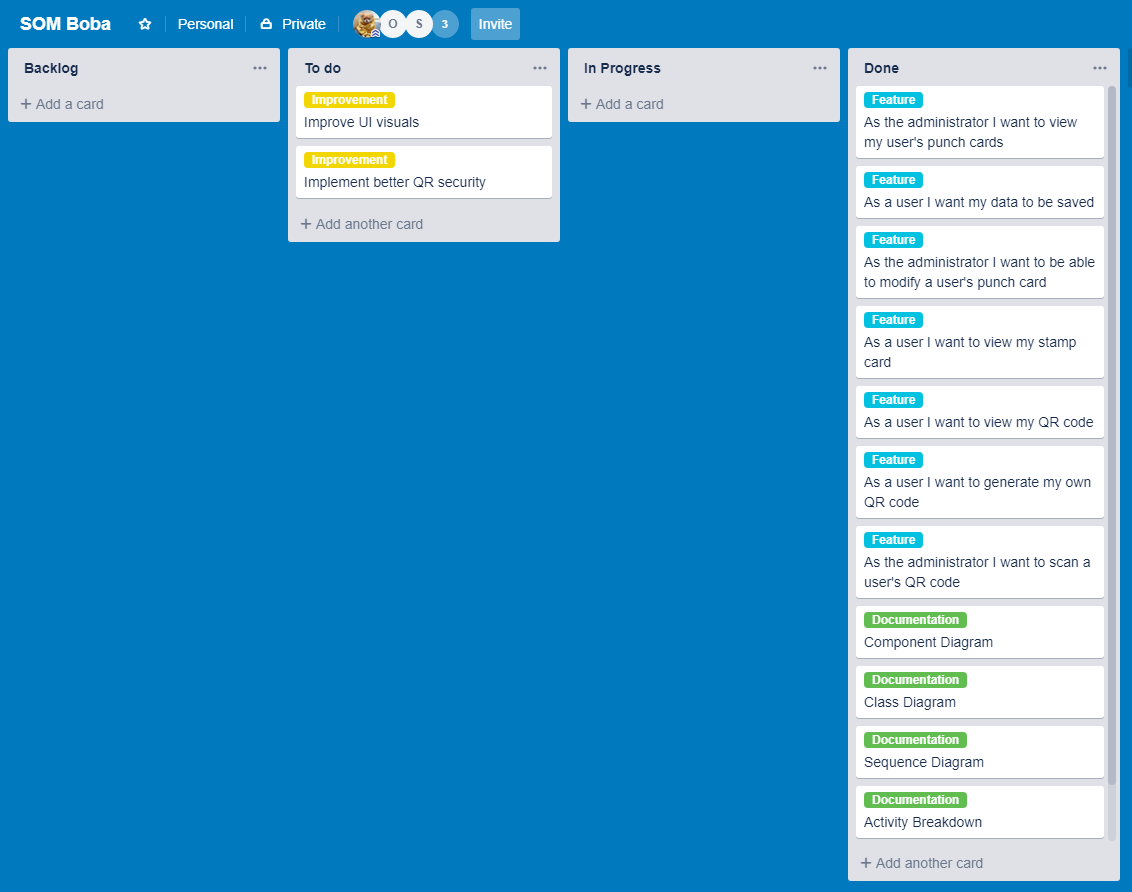 SOM Boba
Personal
Private
O
S
3
Invite
Backlog
+ Add a card
To do
Improvement
Improve UI visuals
Improvement
Implement better QR security
+ Add another card
In Progress
+ Add a card
Done
Feature
As the administrator I want to view
my user's punch cards
Feature
As a user I want my data to be saved
Feature
As the administrator I want to be able
to modify a user's punch card
Feature
As a user I want to view my stamp
card
Feature
As a user I want to view my QR code
Feature
As a user I want to generate my own
QR code
Feature
As the administrator I want to scan a
user's QR code
Documentation
Component Diagram
Documentation
Class Diagram
Documentation
Sequence Diagram
Documentation
Activity Breakdown
+ Add another card